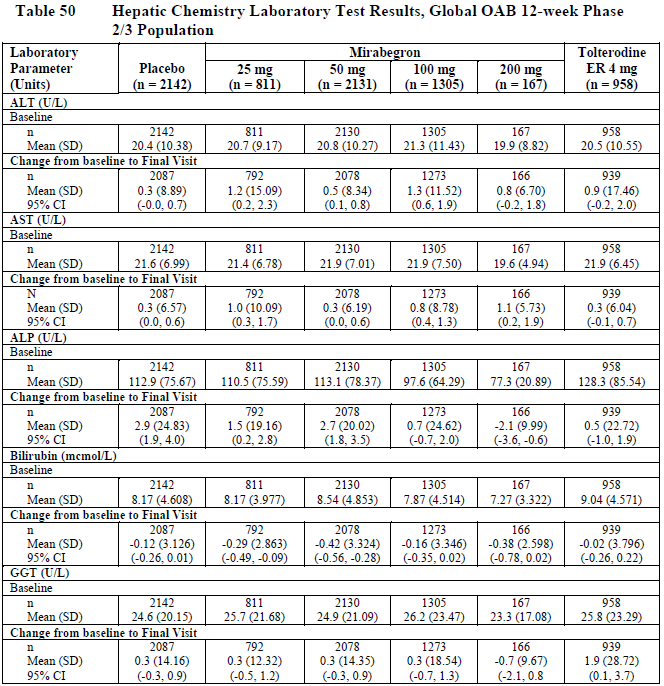 Table 50 Hepatic Chemistry Laboratory Test Results, Global OAB 12-week Phase
2/3 Population
Laboratory Mirabegron Tolterodine
Parameter Placebo 25 mg 50 mg 100 mg 200 mg ER 4 mg
(Units) (n = 2142) (n = 811) (n = 2131) (n = 1305) (n = 167) (n = 958)
ALT (U/L)
Baseline
n 2142 811 2130 1305 167 958
Mean (SD) 20.4 (10.38) 20.7 (9.17) 20.8 (10.27) 21.3 (11.43) 19.9 (8.82) 20.5 (10.55)
Change from baseline to Final Visit
n 2087 792 2078 1273 166 939
Mean (SD) 0.3 (8.89) 1.2 (15.09) 0.5 (8.34) 1.3 (11.52) 0.8 (6.70) 0.9 (17.46)
95% CI (-0.0, 0.7) (0.2, 2.3) (0.1, 0.8) (0.6, 1.9) (-0.2, 1.8) (-0.2, 2.0)
AST (U/L)
Baseline
n 2142 811 2130 1305 167 958
Mean (SD) 21.6 (6.99) 21.4 (6.78) 21.9 (7.01) 21.9 (7.50) 19.6 (4.94) 21.9 (6.45)
Change from baseline to Final Visit
N 2087 792 2078 1273 166 939
Mean (SD) 0.3 (6.57) 1.0 (10.09) 0.3 (6.19) 0.8 (8.78) 1.1 (5.73) 0.3 (6.04)
95% CI (0.0, 0.6) (0.3, 1.7) (0.0, 0.6) (0.4, 1.3) (0.2, 1.9) (-0.1, 0.7)
ALP (U/L)
Baseline
n 2142 811 2130 1305 167 958
Mean (SD) 112.9 (75.67) 110.5 (75.59) 113.1 (78.37) 97.6 (64.29) 77.3 (20.89) 128.3 (85.54)
Change from baseline to Final Visit
n 2087 792 2078 1273 166 939
Mean (SD) 2.9 (24.83) 1.5 (19.16) 2.7 (20.02) 0.7 (24.62) -2.1 (9.99) 0.5 (22.72)
95% CI (1.9, 4.0) (0.2, 2.8) (1.8, 3.5) (-0.7, 2.0) (-3.6, -0.6) (-1.0, 1.9)
Bilirubin (mcmol/L)
Baseline
n 2142 811 2130 1305 167 958
Mean (SD) 8.17 (4.608) 8.17 (3.977) 8.54 (4.853) 7.87 (4.514) 7.27 (3.322) 9.04 (4.571)
Change from baseline to Final Visit
n 2087 792 2078 1273 166 939
Mean (SD) -0.12 (3.126) -0.29 (2.863) -0.42 (3.324) -0.16 (3.346) -0.38 (2.598) -0.02 (3.796)
95% CI (-0.26, 0.01) (-0.49, -0.09) (-0.56, -0.28) (-0.35, 0.02) (-0.78, 0.02) (-0.26, 0.22)
GGT (U/L)
Baseline
n 2142 811 2130 1305 167 958
Mean (SD) 24.6 (20.15) 25.7 (21.68) 24.9 (21.09) 26.2 (23.47) 23.3 (17.08) 25.8 (23.29)
Change from baseline to Final Visit
n 2087 792 2078 1273 166 939
Mean (SD) 0.3 (14.16) 0.3 (12.32) 0.3 (14.35) 0.3 (18.54) -0.7 (9.67) 1.9 (28.72)
95% CI (-0.3, 0.9) (-0.5, 1.2) (-0.3, 0.9) (-0.7, 1.3) (-2.1, 0.8 (0.1, 3.7)